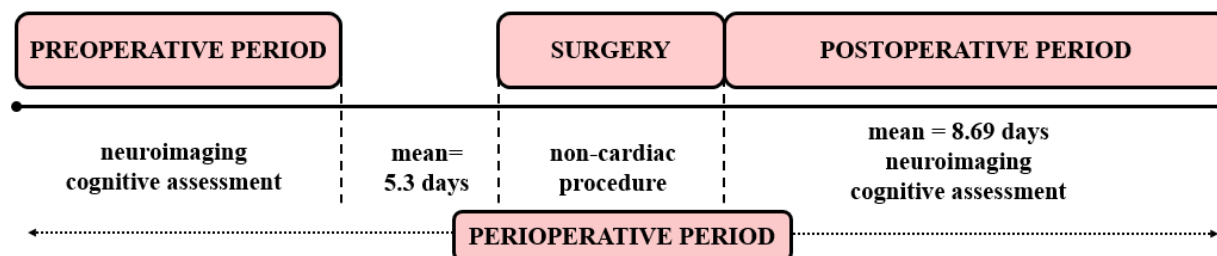 PREOPERATIVE PERIOD
SURGERY
POSTOPERATIVE PERIOD
neuroimaging
cognitive assessment
mean=
5.3 days
non-cardiac
procedure
mean = 8.69 days
neuroimaging
cognitive assessment
PERIOPERATIVE PERIOD